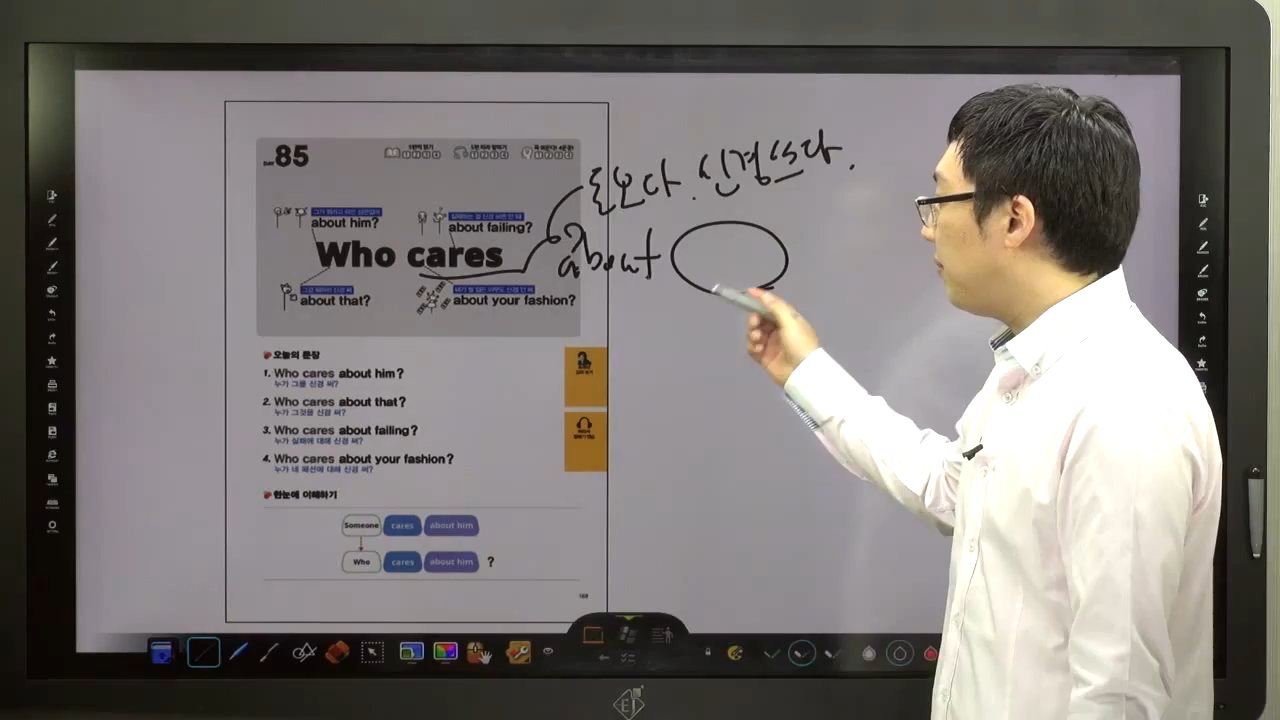 DAY 85
about him?
about failing?
Who cares
about that?
about your fashion?
돌보다. 신경쓰다.
about
오늘의 문장
1. Who cares about him?
누가 그를 신경 써?
2. Who cares about that?
누가 그것을 신경 써?
3. Who cares about failing?
누가 실패에 대해 신경 써?
4. Who cares about your fashion?
누가 네 패션에 대해 신경 써?
한눈에 이해하기
Someone cares about him
Who cares about him ?